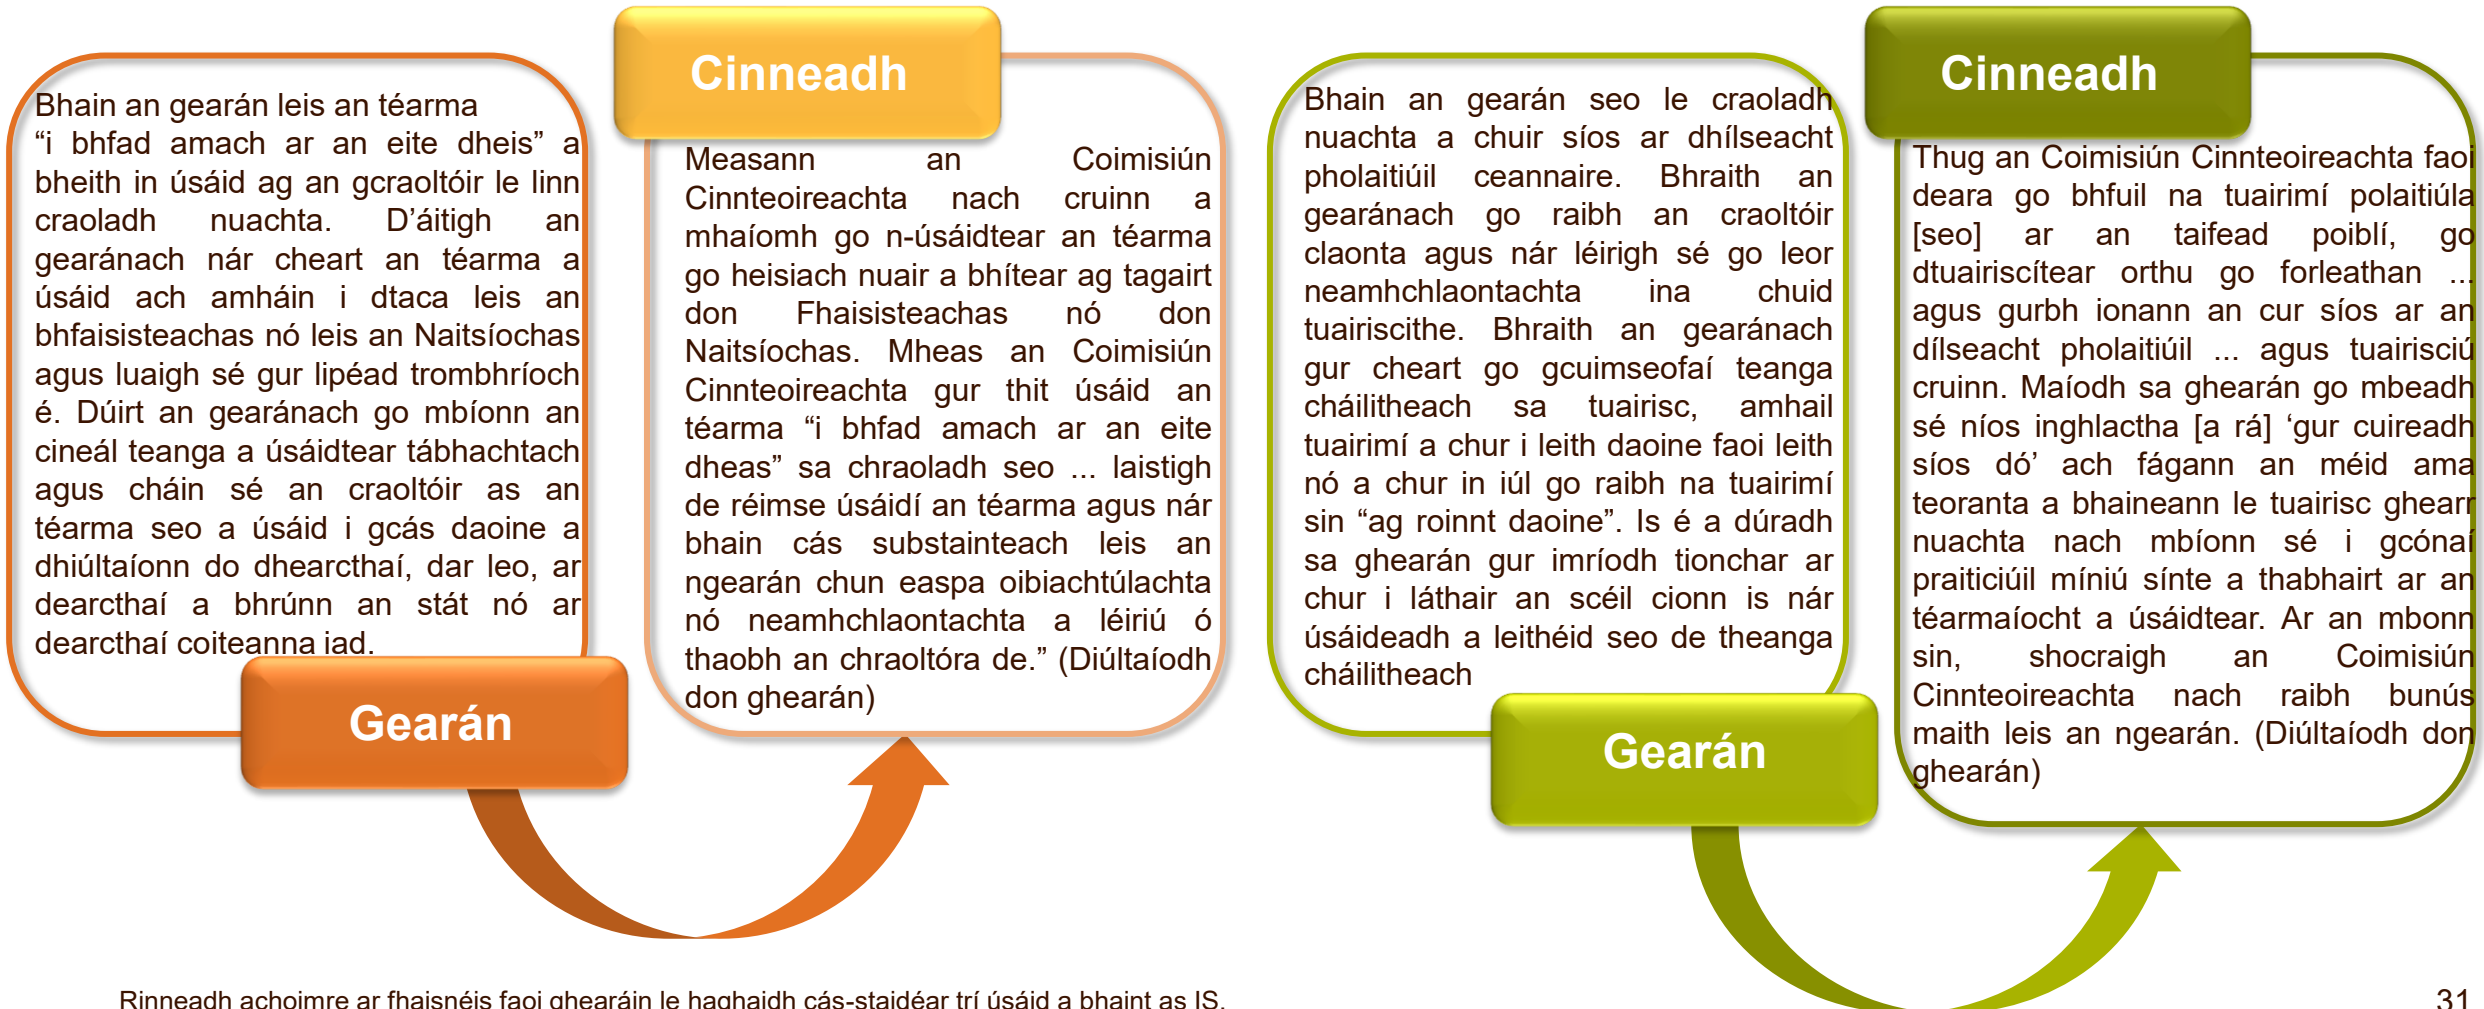 Bhain an gearán leis an téarma
“i bhfad amach ar an eite dheis” a
bheith in úsáid ag an gcraoltóir le linn
craoladh nuachta. D’áitigh an
gearánach nár cheart an téarma a
úsáid ach amháin i dtaca leis an
bhfaisisteachas nó leis an Naitsíochas
agus luaigh sé gur lipéad trombhríoch
é. Dúirt an gearánach go mbíonn an
cineál teanga a úsáidtear tábhachtach
agus cháin sé an craoltóir as an
téarma seo a úsáid i gcás daoine a
dhiúltaíonn do dhearcthaí, dar leo, ar
dearcthaí a bhrúnn an stát nó ar
dearcthaí coiteanna iad.
Gearán
Cinneadh
Measann an Coimisiún
Cinnteoireachta nach cruinn a
mhaíomh go n-úsáidtear an téarma
go heisiach nuair a bhítear ag tagairt
don Fhaisisteachas nó don
Naitsíochas. Mheas an Coimisiún
Cinnteoireachta gur thit úsáid an
téarma “i bhfad amach ar an eite
dheas” sa chraoladh seo ... laistigh
de réimse úsáidí an téarma agus nár
bhain cás substainteach leis an
ngearán chun easpa oibiachtúlachta
nó neamhchlaontachta a léiriú ó
thaobh an chraoltóra de.” (Diúltaíodh
don ghearán)
Bhain an gearán seo le craoladh
nuachta a chuir síos ar dhílseacht
pholaitiúil ceannaire. Bhraith an
gearánach go raibh an craoltóir
claonta agus nár léirigh sé go leor
neamhchlaontachta ina chuid
tuairiscithe. Bhraith an gearánach
gur cheart go gcuimseofaí teanga
cháilitheach sa tuairisc, amhail
tuairimí a chur i leith daoine faoi leith
nó a chur in iúl go raibh na tuairimí
sin “ag roinnt daoine”. Is é a dúradh
sa ghearán gur imríodh tionchar ar
chur i láthair an scéil cionn is nár
úsáideadh a leithéid seo de theanga
cháilitheach
Gearán
Cinneadh
Thug an Coimisiún Cinnteoireachta faoi
deara go bhfuil na tuairimí polaitiúla
[seo] ar an taifead poiblí, go
dtuairiscítear orthu go forleathan ...
agus gurbh ionann an cur síos ar an
dílseacht pholaitiúil ... agus tuairisciú
cruinn. Maíodh sa ghearán go mbeadh
sé níos inghlactha [a rá] ‘gur cuireadh
síos dó’ ach fágann an méid ama
teoranta a bhaineann le tuairisc ghearr
nuachta nach mbíonn sé i gcónaí
praiticiúil míniú sínte a thabhairt ar an
téarmaíocht a úsáidtear. Ar an mbonn
sin, shocraigh an Coimisiún
Cinnteoireachta nach raibh bunús
maith leis an ngearán. (Diúltaíodh don
ghearán)
Rinneadh achoimre ar fhaisnéis faoi ghearáin le haghaidh cás-staidéar trí úsáid a bhaint as IS.
31